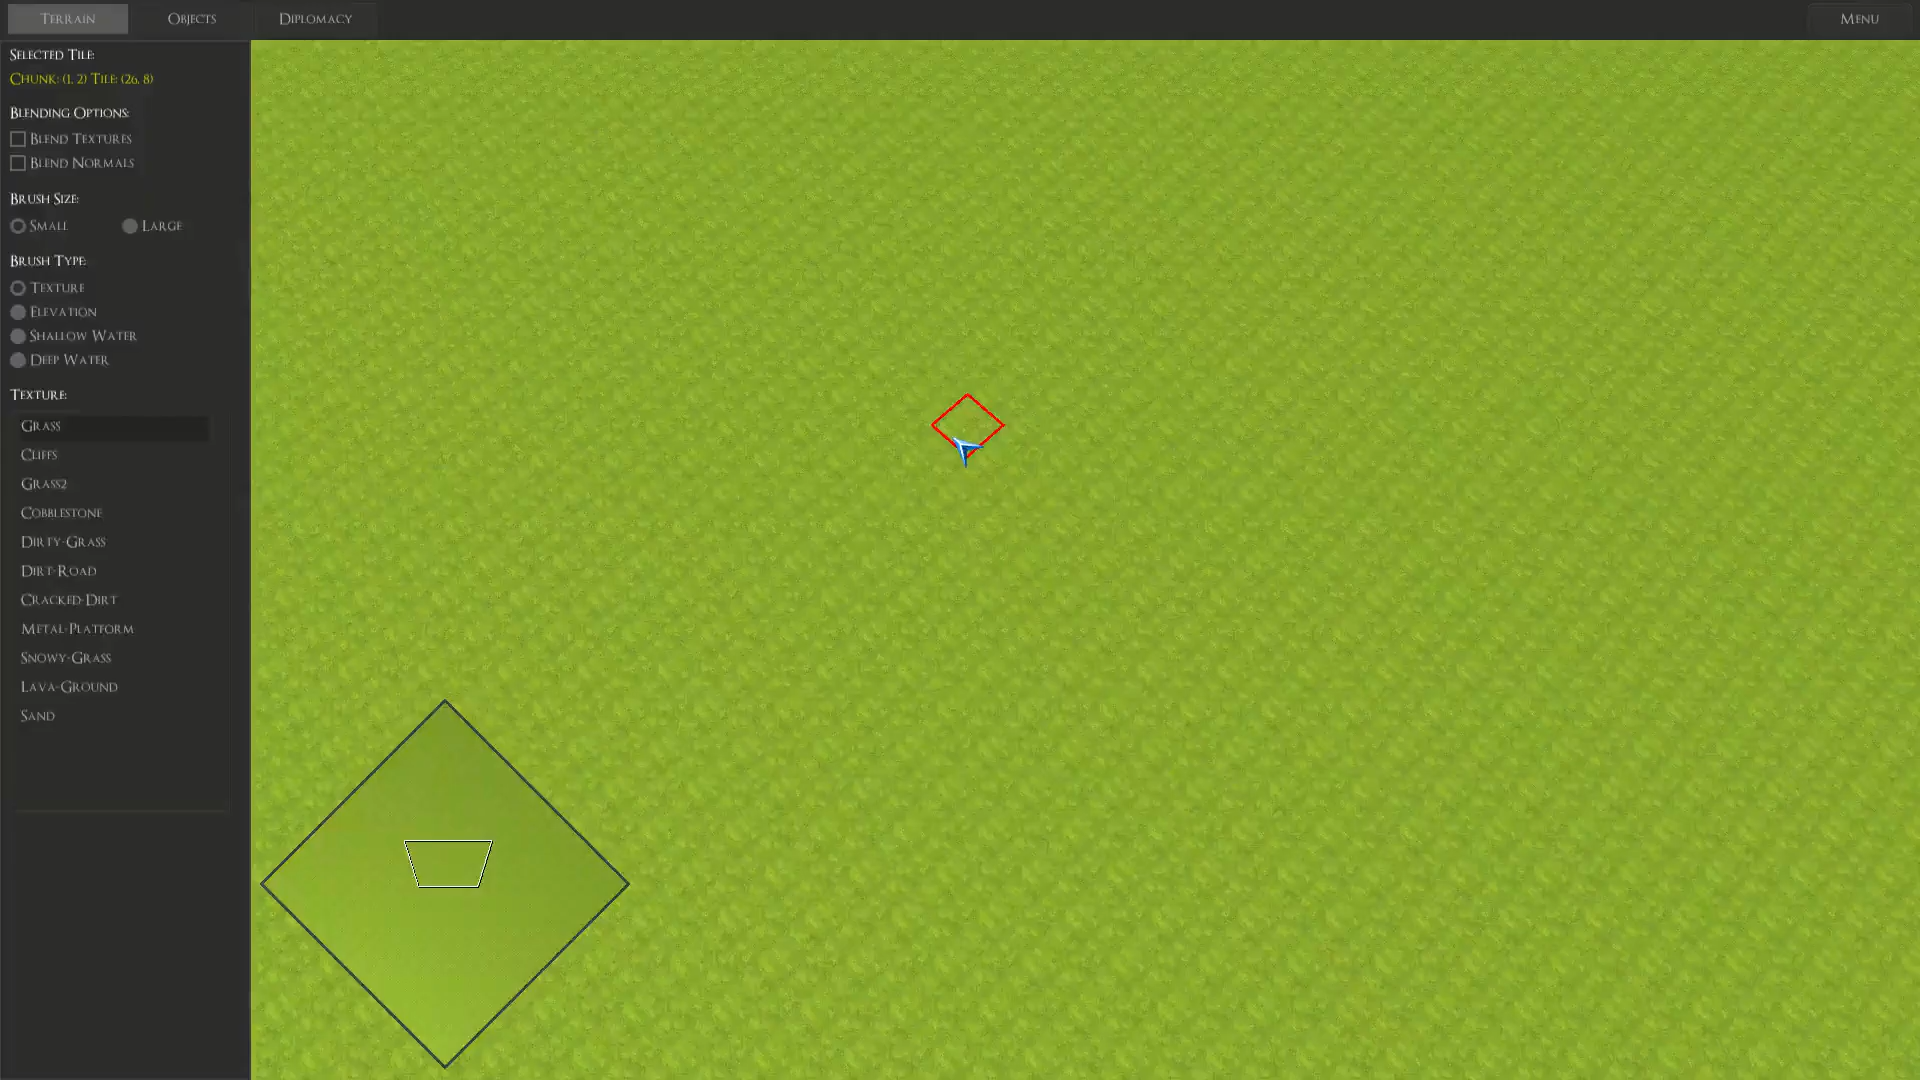 Terrain Objects Diplomacy Menu
Selected Tile:
Chunk: (1, 2) Tile: (26, 8)
Blending Options:
Blend Textures
Blend Normals
Brush Size:
Small Large
Brush Type:
Texture
Elevation
Shallow Water
Deep Water
Texture:
Grass
Cliffs
Grass2
Cobblestone
Dirty-Grass
Dirt-Road
Cracked-Dirt
Metal-Platform
Snowy-Grass
Lava-Ground
Sand